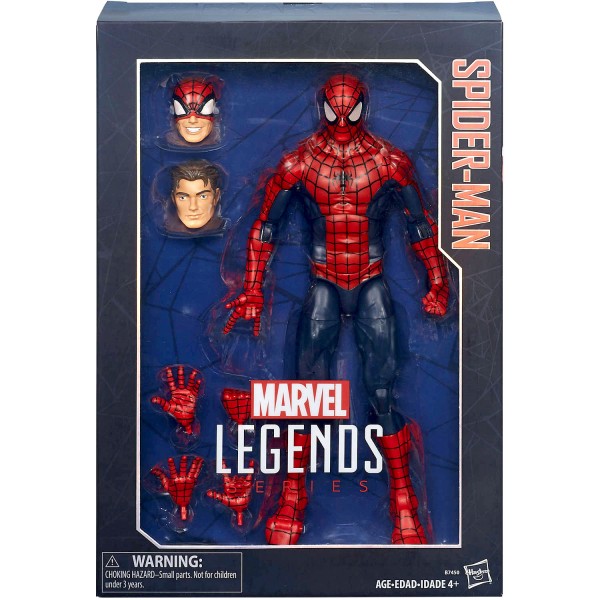 SPIDER-MAN
MARVEL
LEGENDS
SERIES
WARNING:
CHOKING HAZARD–Small parts. Not for children
under 3 years.
B7450
AGE•EDAD•IDADE 4+
Hasbro